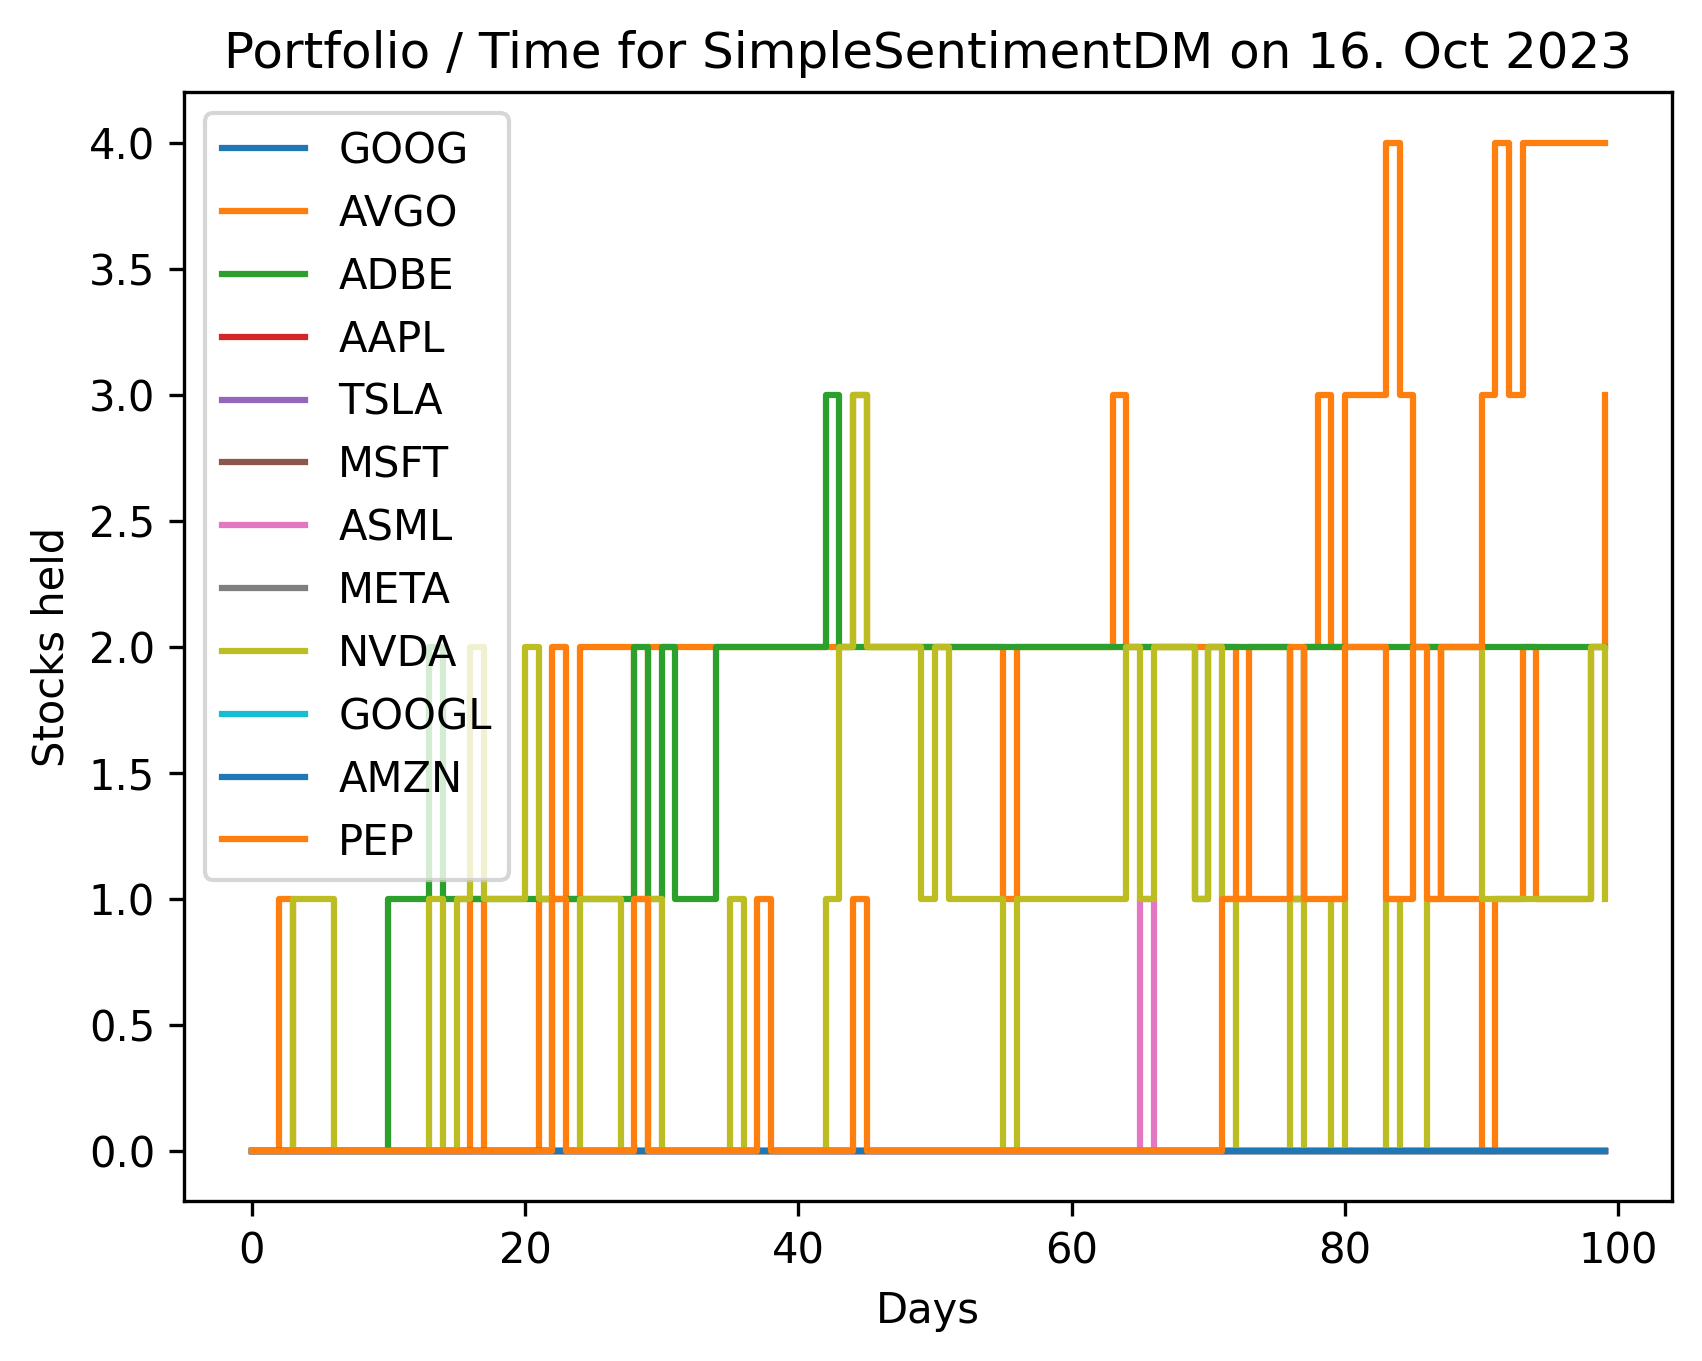 Portfolio / Time for SimpleSentimentDM on 16. Oct 2023
4.0
3.5
3.0
2.5
2.0
1.5
1.0
0.5
0.0
Stocks held
GOOG
AVGO
ADBE
AAPL
TSLA
MSFT
ASML
META
NVDA
GOOGL
AMZN
PEP
0 20 40 60 80 100
Days